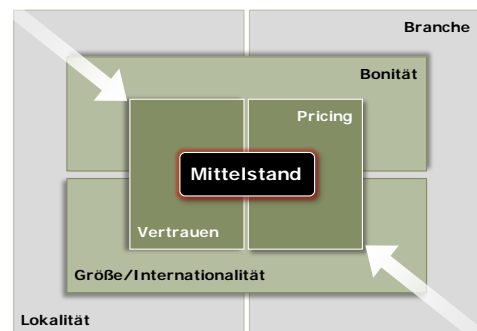 Branche
Bonität
Pricing
Mittelstand
Vertrauen
Größe/Internationalität
Lokalität